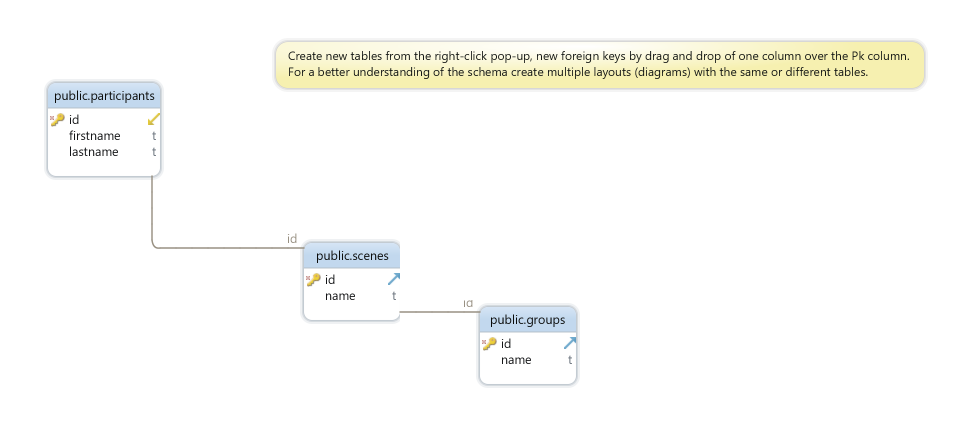 Create new tables from the right-click pop-up, new foreign keys by drag and drop of one column over the Pk column.
For a better understanding of the schema create multiple layouts (diagrams) with the same or different tables.
public.participants
id
firstname t
lastname t
id
public.scenes
id
name t
id
public.groups
id
name t